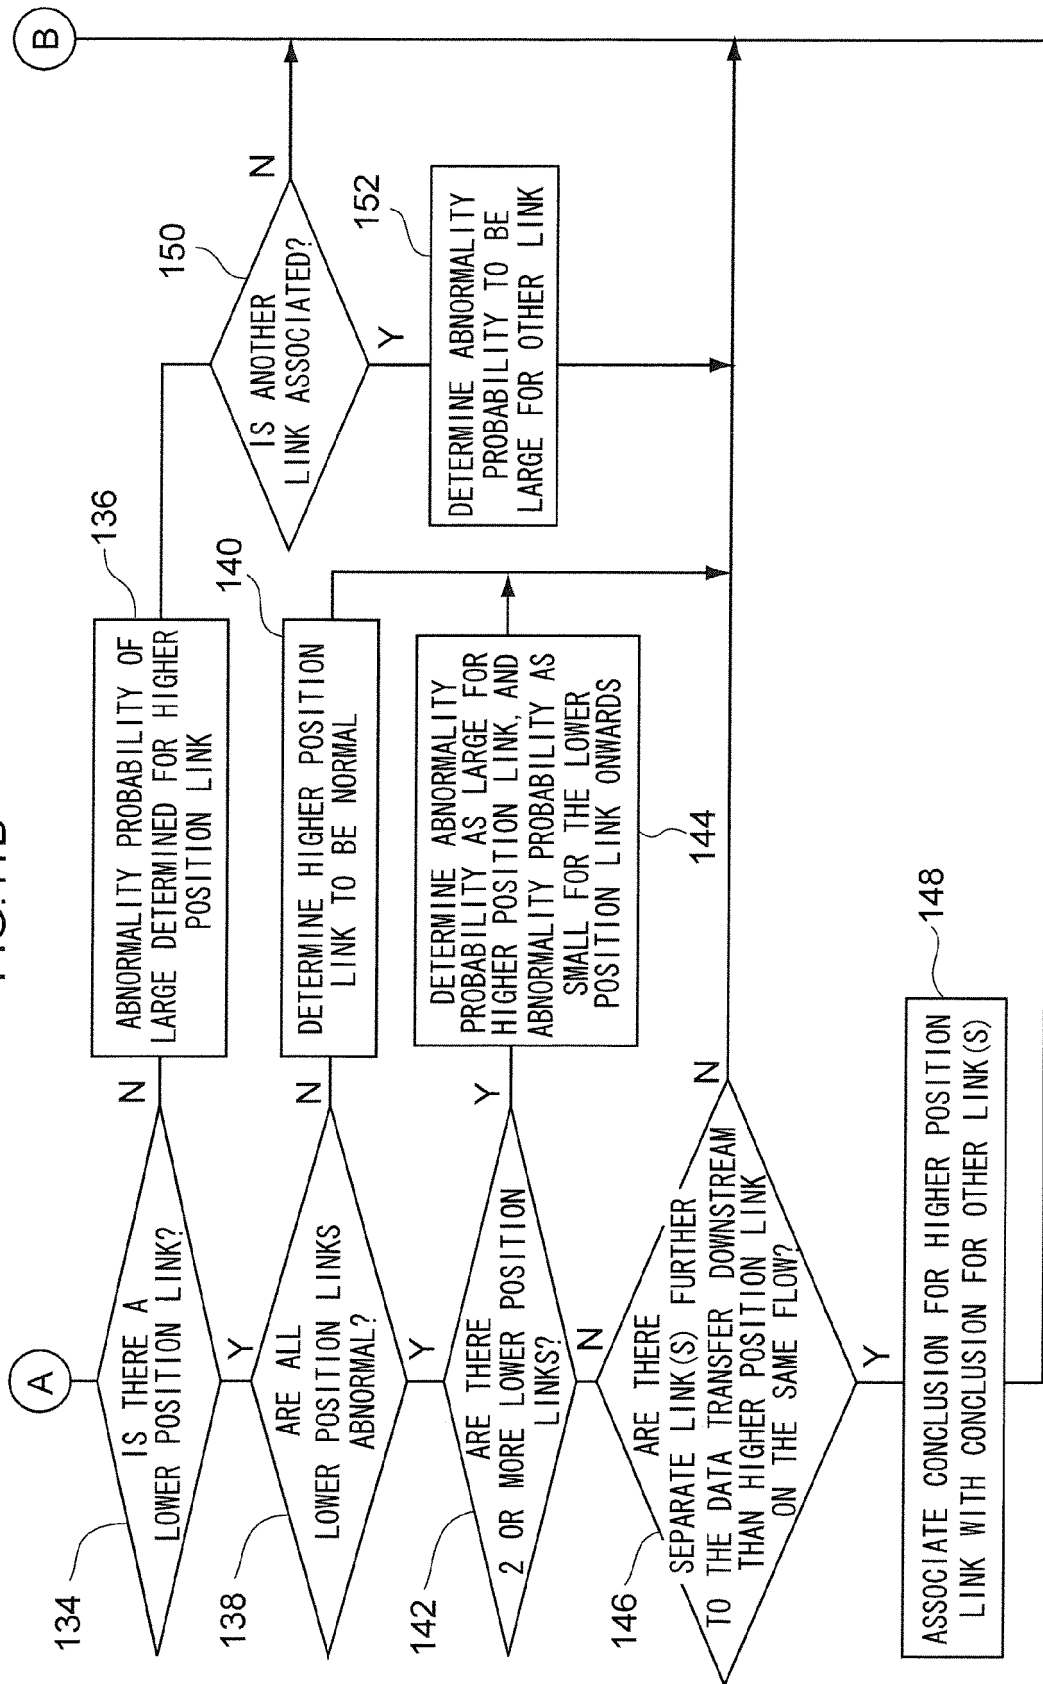 A
134
IS THERE A
LOWER POSITION LINK?
N
136
ABNORMALITY PROBABILITY OF
LARGE DETERMINED FOR HIGHER
POSITION LINK
150
IS ANOTHER
LINK ASSOCIATED?
N
B
Y
152
DETERMINE ABNORMALITY
PROBABILITY TO BE
LARGE FOR OTHER LINK
Y
138
ARE ALL
LOWER POSITION LINKS
ABNORMAL?
N
140
DETERMINE HIGHER POSITION
LINK TO BE NORMAL
Y
142
ARE THERE
2 OR MORE LOWER POSITION
LINKS?
Y
DETERMINE ABNORMALITY
PROBABILITY AS LARGE FOR
HIGHER POSITION LINK, AND
ABNORMALITY PROBABILITY AS
SMALL FOR THE LOWER
POSITION LINK ONWARDS
144
N
146
ARE THERE
SEPARATE LINK(S) FURTHER
TO THE DATA TRANSFER DOWNSTREAM
THAN HIGHER POSITION LINK
ON THE SAME FLOW?
N
Y
148
ASSOCIATE CONCLUSION FOR HIGHER POSITION
LINK WITH CONCLUSION FOR OTHER LINK(S)